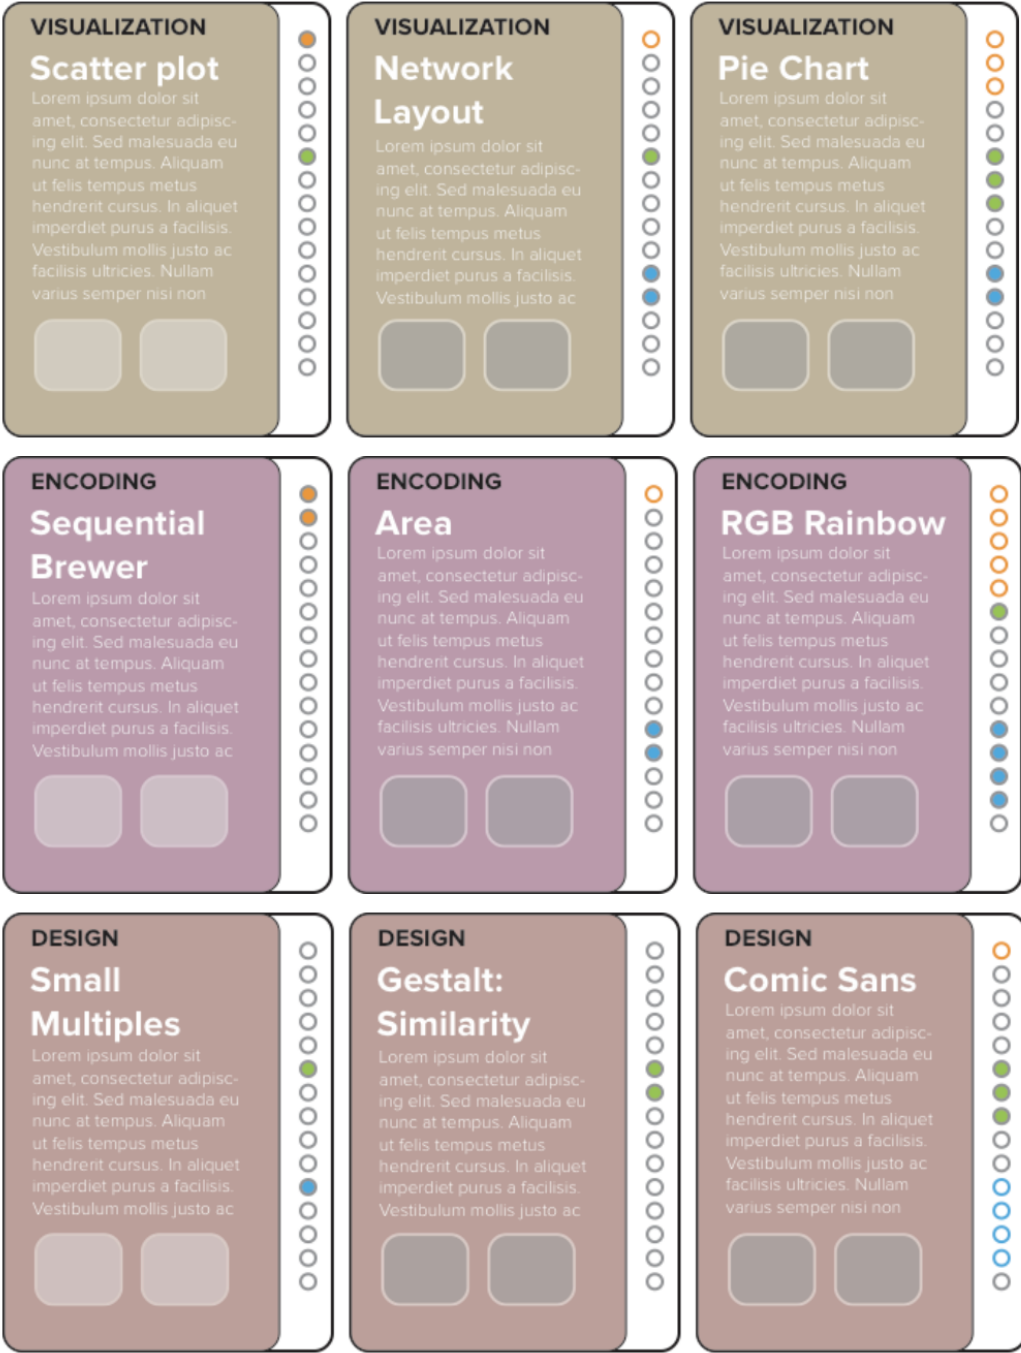 VISUALIZATION
Scatter plot
Lorem ipsum dolor sit
amet, consectetur adipisc-
ing elit. Sed malesuada eu
nunc at tempus. Aliquam
ut felis tempus metus
hendrerit cursus. In aliquet
imperdiet purus a facilisis.
Vestibulum mollis justo ac
facilisis ultricies. Nullam
varius semper nisi non
VISUALIZATION
Network
Layout
Lorem ipsum dolor sit
amet, consectetur adipisc-
ing elit. Sed malesuada eu
nunc at tempus. Aliquam
ut felis tempus metus
hendrerit cursus. In aliquet
imperdiet purus a facilisis.
Vestibulum mollis justo ac
VISUALIZATION
Pie Chart
Lorem ipsum dolor sit
amet, consectetur adipisc-
ing elit. Sed malesuada eu
nunc at tempus. Aliquam
ut felis tempus metus
hendrerit cursus. In aliquet
imperdiet purus a facilisis.
Vestibulum mollis justo ac
facilisis ultricies. Nullam
varius semper nisi non
ENCODING
Sequential
Brewer
Lorem ipsum dolor sit
amet, consectetur adipisc-
ing elit. Sed malesuada eu
nunc at tempus. Aliquam
ut felis tempus metus
hendrerit cursus. In aliquet
imperdiet purus a facilisis.
Vestibulum mollis justo ac
ENCODING
Area
Lorem ipsum dolor sit
amet, consectetur adipisc-
ing elit. Sed malesuada eu
nunc at tempus. Aliquam
ut felis tempus metus
hendrerit cursus. In aliquet
imperdiet purus a facilisis.
Vestibulum mollis justo ac
facilisis ultricies. Nullam
varius semper nisi non
ENCODING
RGB Rainbow
Lorem ipsum dolor sit
amet, consectetur adipisc-
ing elit. Sed malesuada eu
nunc at tempus. Aliquam
ut felis tempus metus
hendrerit cursus. In aliquet
imperdiet purus a facilisis.
Vestibulum mollis justo ac
facilisis ultricies. Nullam
varius semper nisi non
DESIGN
Small
Multiples
Lorem ipsum dolor sit
amet, consectetur adipisc-
ing elit. Sed malesuada eu
nunc at tempus. Aliquam
ut felis tempus metus
hendrerit cursus. In aliquet
imperdiet purus a facilisis.
Vestibulum mollis justo ac
DESIGN
Gestalt:
Similarity
Lorem ipsum dolor sit
amet, consectetur adipisc-
ing elit. Sed malesuada eu
nunc at tempus. Aliquam
ut felis tempus metus
hendrerit cursus. In aliquet
imperdiet purus a facilisis.
Vestibulum mollis justo ac
DESIGN
Comic Sans
Lorem ipsum dolor sit
amet, consectetur adipisc-
ing elit. Sed malesuada eu
nunc at tempus. Aliquam
ut felis tempus metus
hendrerit cursus. In aliquet
imperdiet purus a facilisis.
Vestibulum mollis justo ac
facilisis ultricies. Nullam
varius semper nisi non